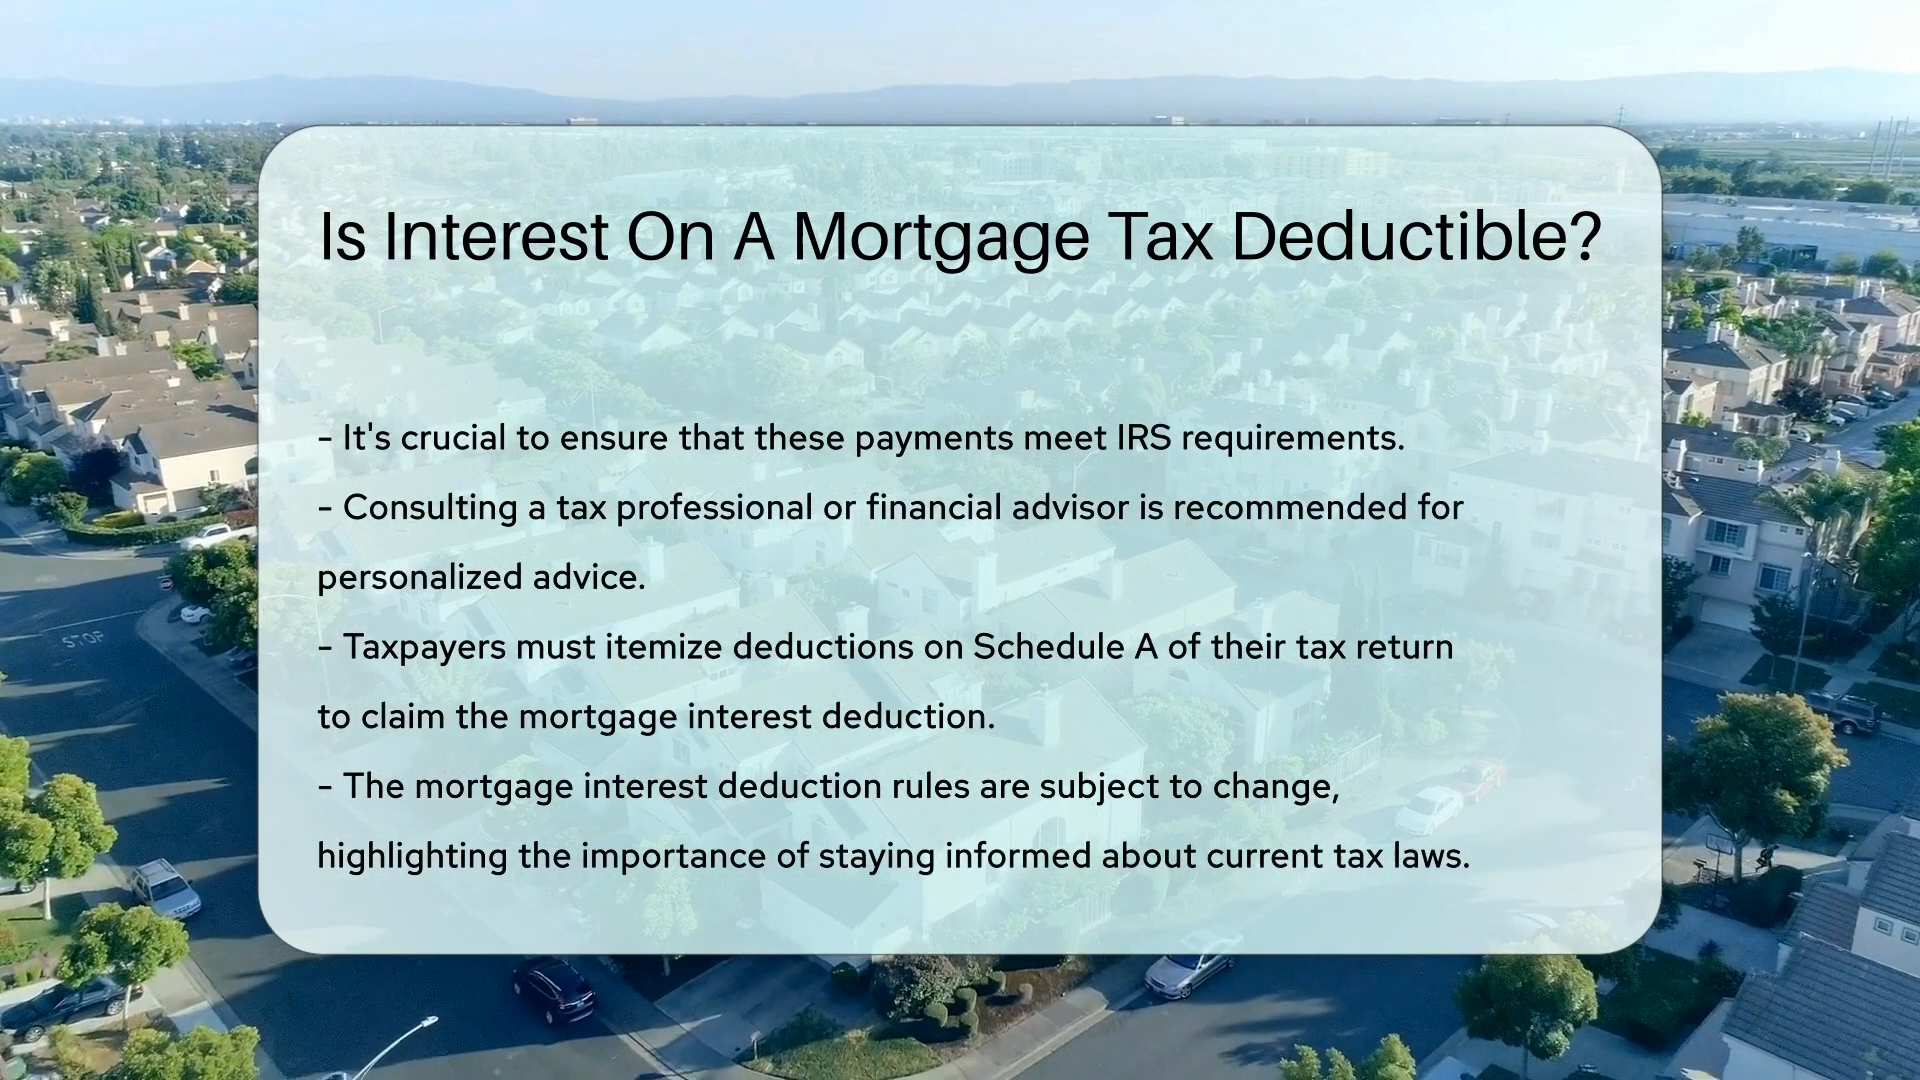 Is Interest On A Mortgage Tax Deductible?
- It's crucial to ensure that these payments meet IRS requirements.
- Consulting a tax professional or financial advisor is recommended for
personalized advice.
- Taxpayers must itemize deductions on Schedule A of their tax return
to claim the mortgage interest deduction.
- The mortgage interest deduction rules are subject to change,
highlighting the importance of staying informed about current tax laws.
STOP